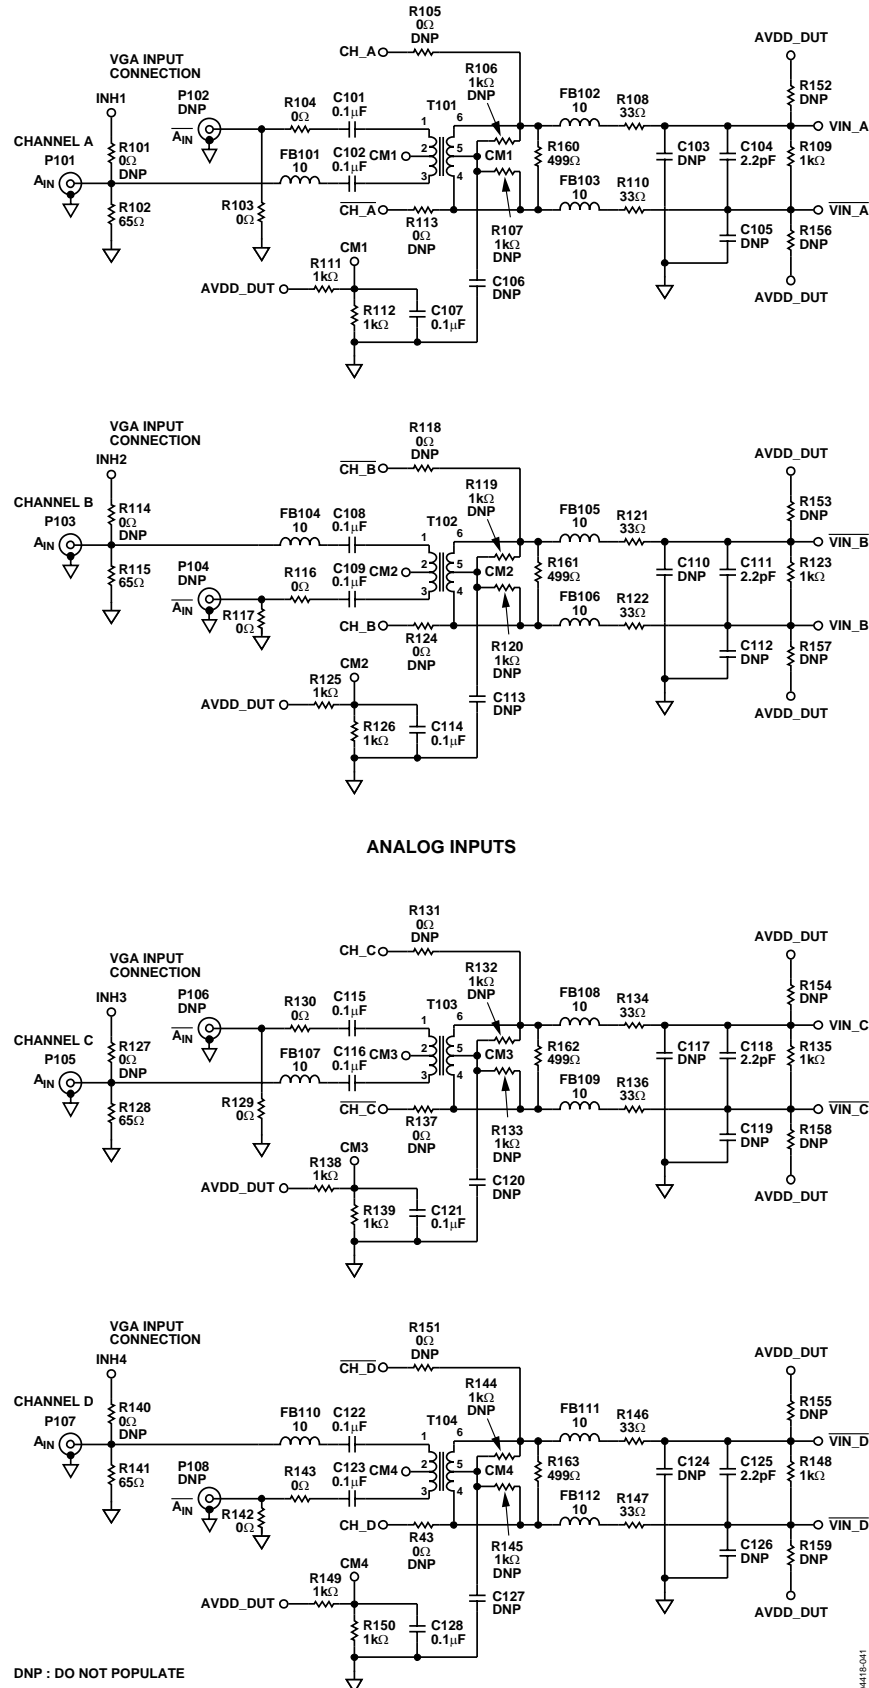 R105
0Ω
DNP
CH_A
AVDD_DUT
VGA INPUT
CONNECTION
INH1
P102
DNP
A̅I̅N̅
R104
0Ω
C101
0.1µF
T101
1
2
3
4
5
6
R106
1kΩ
DNP
FB102
10
R108
33Ω
R152
DNP
VIN_A
CHANNEL A
P101
AIN
R101
0Ω
DNP
FB101
10
C102
0.1µF
CM1
CM1
R160
499Ω
C103
DNP
C104
2.2pF
R109
1kΩ
R102
65Ω
R103
0Ω
C̅H̅_̅A̅
R113
0Ω
DNP
R107
1kΩ
DNP
FB103
10
R110
33Ω
V̅I̅N̅_̅A̅
C105
DNP
R156
DNP
AVDD_DUT
CM1
R111
1kΩ
AVDD_DUT
R112
1kΩ
C107
0.1µF
C106
DNP
R118
0Ω
DNP
C̅H̅_̅B̅
AVDD_DUT
VGA INPUT
CONNECTION
INH2
CHANNEL B
P103
AIN
R114
0Ω
DNP
FB104
10
C108
0.1µF
T102
1
2
3
4
5
6
R119
1kΩ
DNP
FB105
10
R121
33Ω
R153
DNP
V̅I̅N̅_̅B̅
R115
65Ω
P104
DNP
A̅I̅N̅
R116
0Ω
C109
0.1µF
CM2
CM2
R161
499Ω
C110
DNP
C111
2.2pF
R123
1kΩ
R117
0Ω
CH_B
R124
0Ω
DNP
R120
1kΩ
DNP
FB106
10
R122
33Ω
VIN_B
C112
DNP
R157
DNP
AVDD_DUT
CM2
R125
1kΩ
AVDD_DUT
R126
1kΩ
C114
0.1µF
C113
DNP
ANALOG INPUTS
R131
0Ω
DNP
CH_C
AVDD_DUT
VGA INPUT
CONNECTION
INH3
P106
DNP
A̅I̅N̅
R130
0Ω
C115
0.1µF
T103
1
2
3
4
5
6
R132
1kΩ
DNP
FB108
10
R134
33Ω
R154
DNP
VIN_C
CHANNEL C
P105
AIN
R127
0Ω
DNP
FB107
10
C116
0.1µF
CM3
CM3
R162
499Ω
C117
DNP
C118
2.2pF
R135
1kΩ
R128
65Ω
R129
0Ω
C̅H̅_̅C̅
R137
0Ω
DNP
R133
1kΩ
DNP
FB109
10
R136
33Ω
V̅I̅N̅_̅C̅
C119
DNP
R158
DNP
AVDD_DUT
CM3
R138
1kΩ
AVDD_DUT
R139
1kΩ
C121
0.1µF
C120
DNP
R151
0Ω
DNP
C̅H̅_̅D̅
AVDD_DUT
VGA INPUT
CONNECTION
INH4
CHANNEL D
P107
AIN
R140
0Ω
DNP
FB110
10
C122
0.1µF
T104
1
2
3
4
5
6
R144
1kΩ
DNP
FB111
10
R146
33Ω
R155
DNP
V̅I̅N̅_̅D̅
R141
65Ω
P108
DNP
A̅I̅N̅
R143
0Ω
C123
0.1µF
CM4
CM4
R163
499Ω
C124
DNP
C125
2.2pF
R148
1kΩ
R142
0Ω
CH_D
R43
0Ω
DNP
R145
1kΩ
DNP
FB112
10
R147
33Ω
V̅I̅N̅_̅D̅
C126
DNP
R159
DNP
AVDD_DUT
CM4
R149
1kΩ
AVDD_DUT
R150
1kΩ
C128
0.1µF
C127
DNP
DNP : DO NOT POPULATE